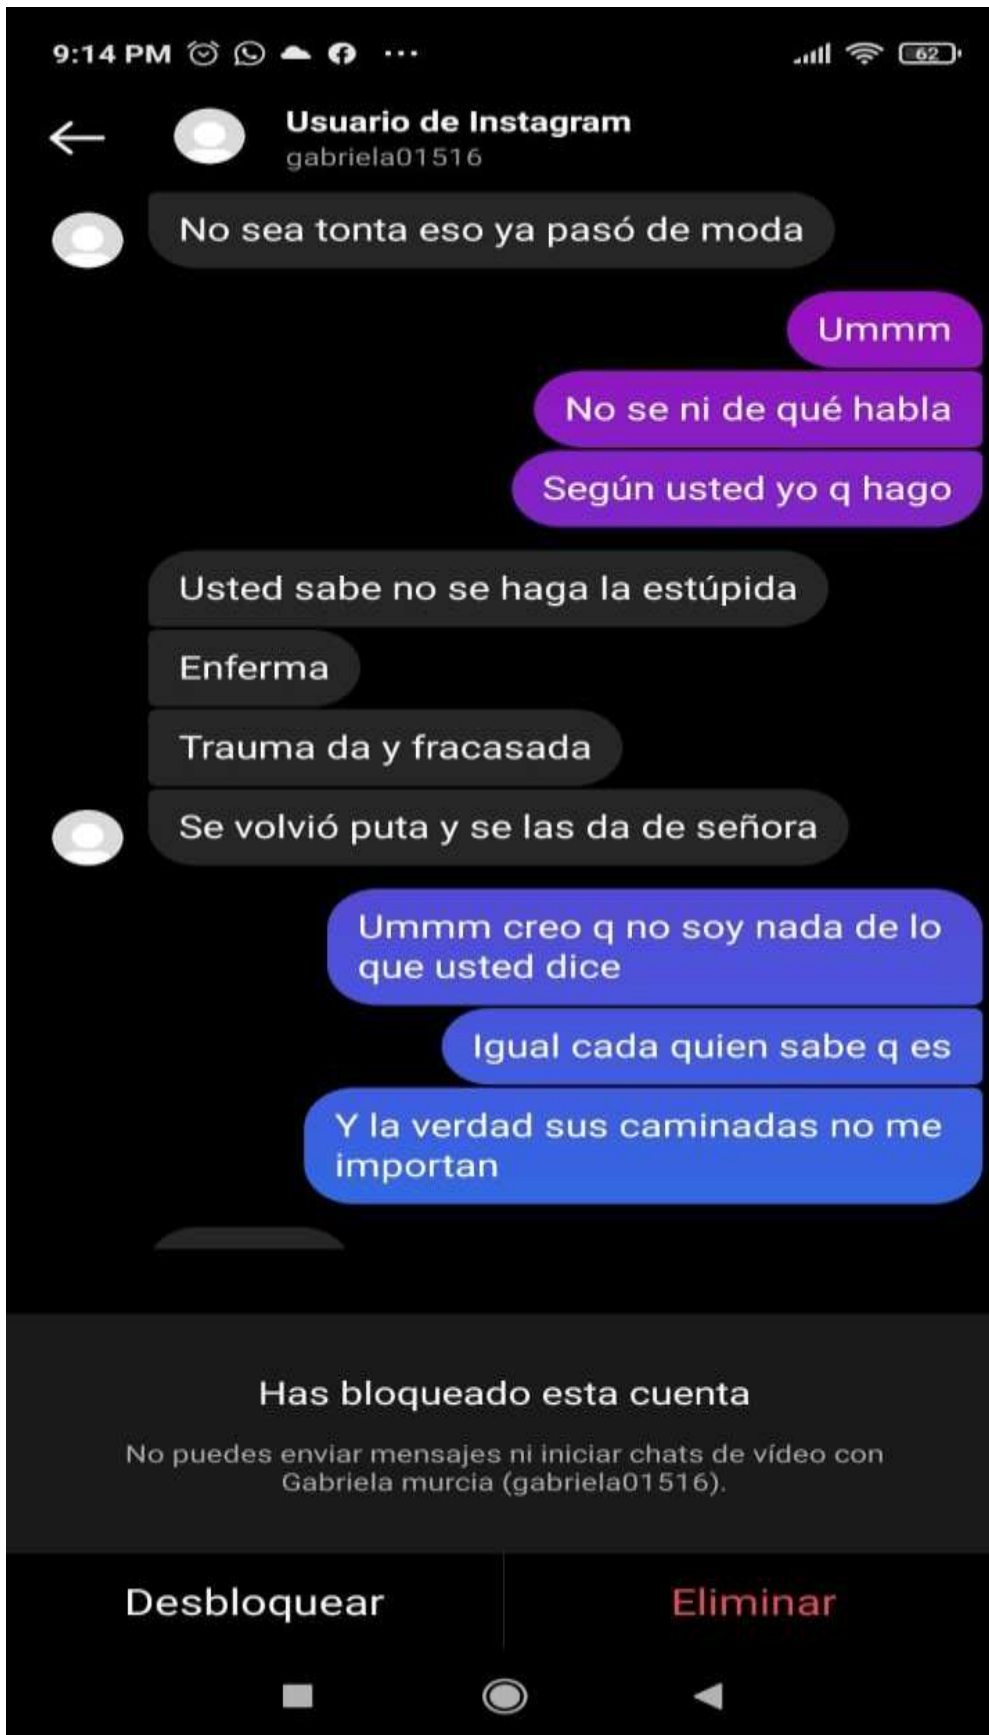 9:14 PM
62
Usuario de Instagram
gabriela01516
No sea tonta eso ya pasó de moda
Ummm
No se ni de qué habla
Según usted yo q hago
Usted sabe no se haga la estúpida
Enferma
Trauma da y fracasada
Se volvió puta y se las da de señora
Ummm creo q no soy nada de lo
que usted dice
Igual cada quien sabe q es
Y la verdad sus caminadas no me
importan
Has bloqueado esta cuenta
No puedes enviar mensajes ni iniciar chats de vídeo con
Gabriela murcia (gabriela01516).
Desbloquear
Eliminar